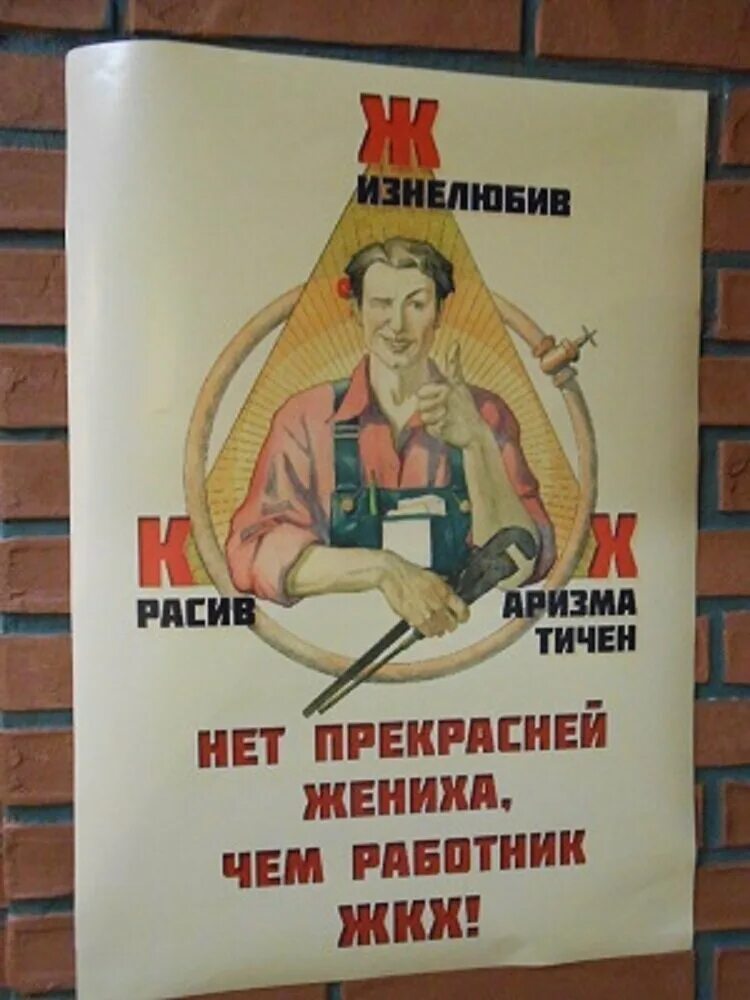 Ж
ИЗНЕЛЮБИВ
К
РАСИВ
Х
АРИЗМА
ТИЧЕН
НЕТ ПРЕКРАСНЕЙ
ЖЕНИХА,
ЧЕМ РАБОТНИК
ЖКХ!